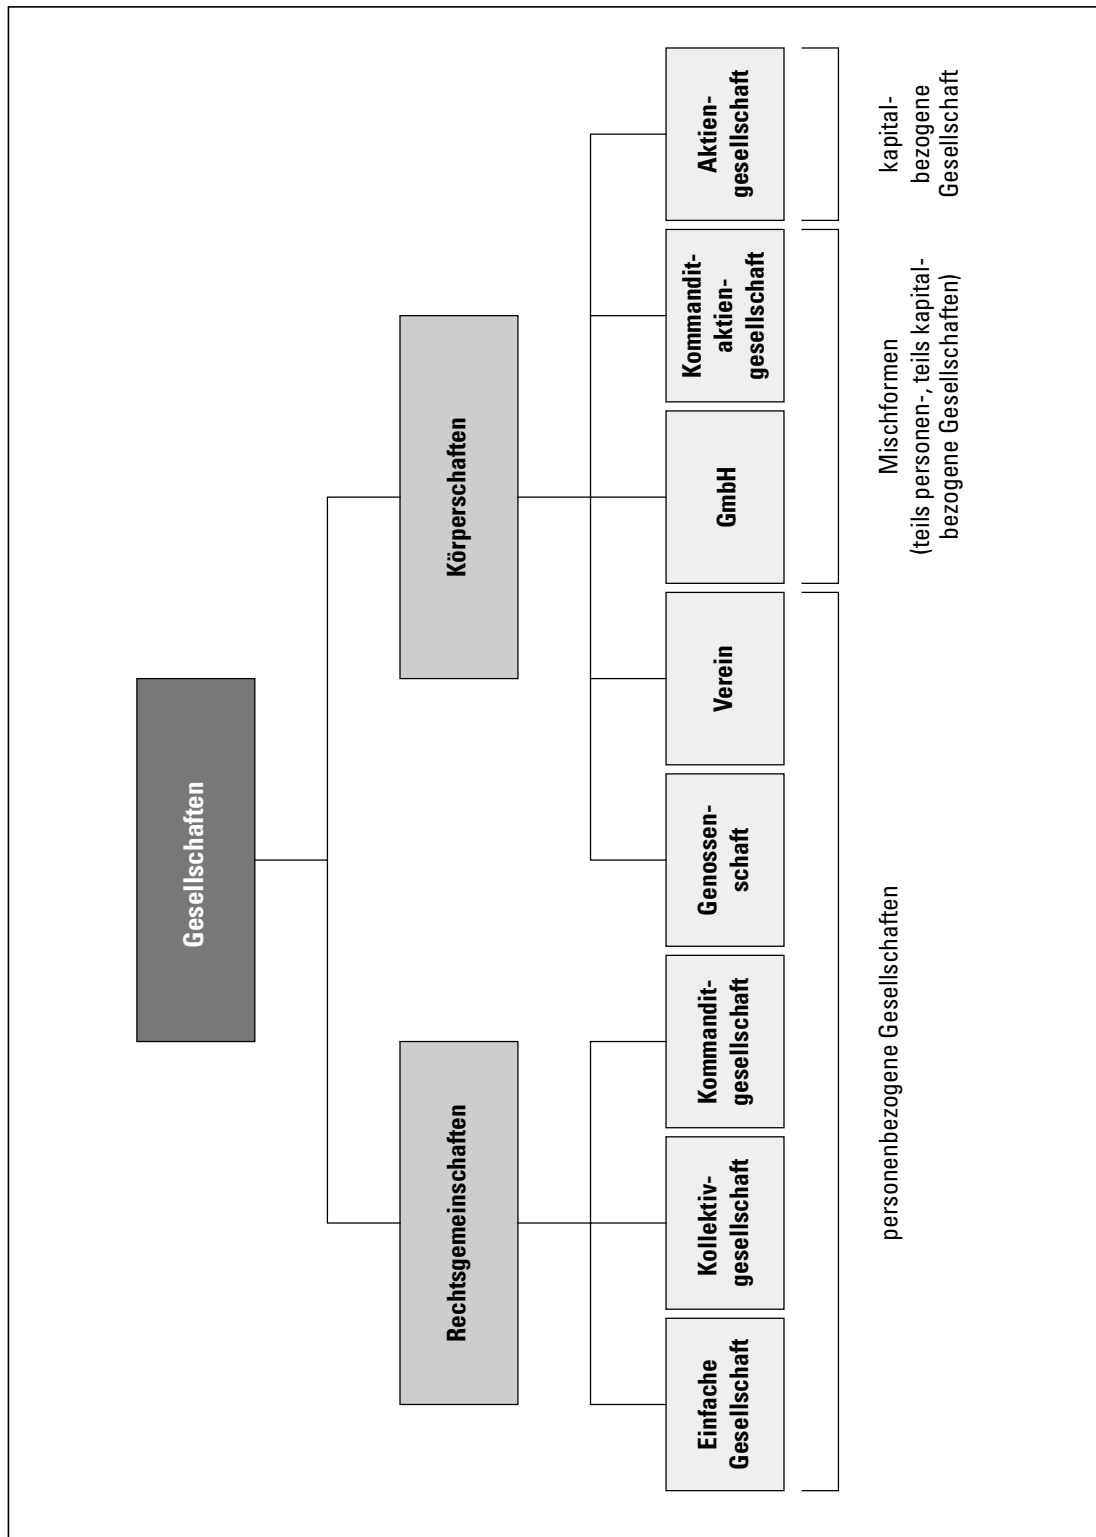 Gesellschaften
Rechtsgemeinschaften
Körperschaften
Einfache
Gesellschaft
Kollektiv-
gesellschaft
Kommandit-
gesellschaft
Genossen-
schaft
Verein
GmbH
Kommandit-
aktien-
gesellschaft
Aktien-
gesellschaft
personenbezogene Gesellschaften
Mischformen
(teils personen-, teils kapital-
bezogene Gesellschaften)
kapital-
bezogene
Gesellschaft